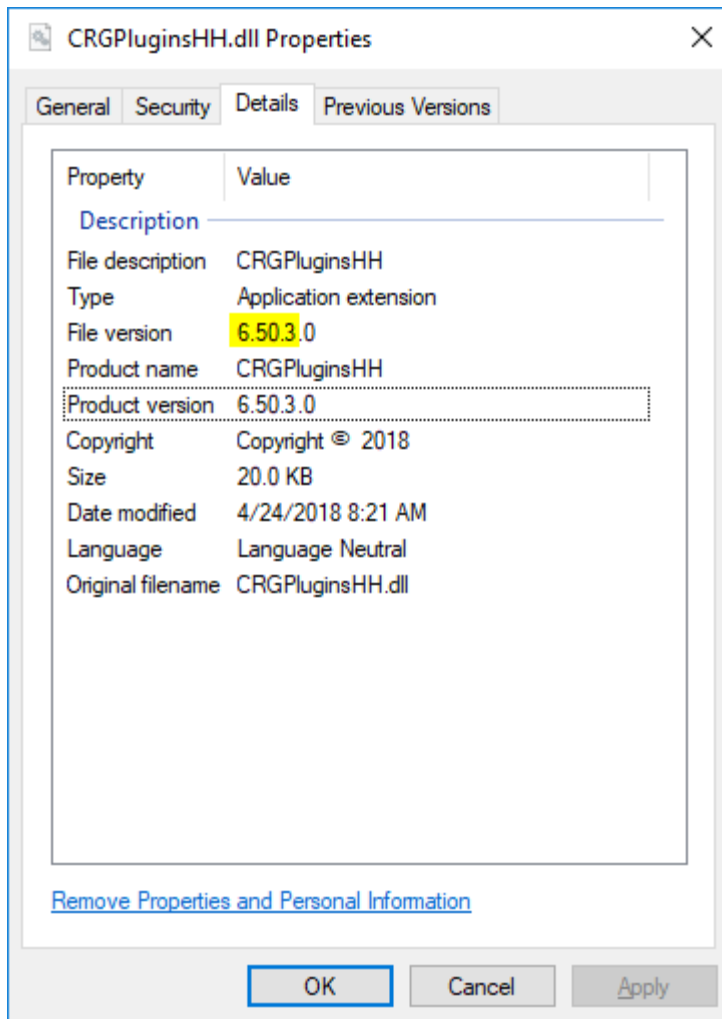 CRGPluginsHH.dll Properties
General Security Details Previous Versions
Property Value
Description
File description CRGPluginsHH
Type Application extension
File version 6.50.3.0
Product name CRGPluginsHH
Product version 6.50.3.0
Copyright Copyright © 2018
Size 20.0 KB
Date modified 4/24/2018 8:21 AM
Language Language Neutral
Original filename CRGPluginsHH.dll
Remove Properties and Personal Information
OK Cancel Apply